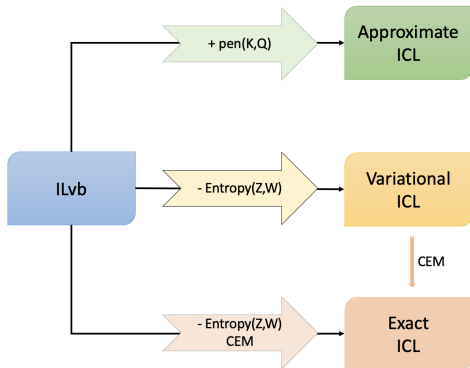 + pen(K,Q)
Approximate
ICL
ILvb
- Entropy(Z,W)
Variational
ICL
CEM
- Entropy(Z,W)
CEM
Exact
ICL